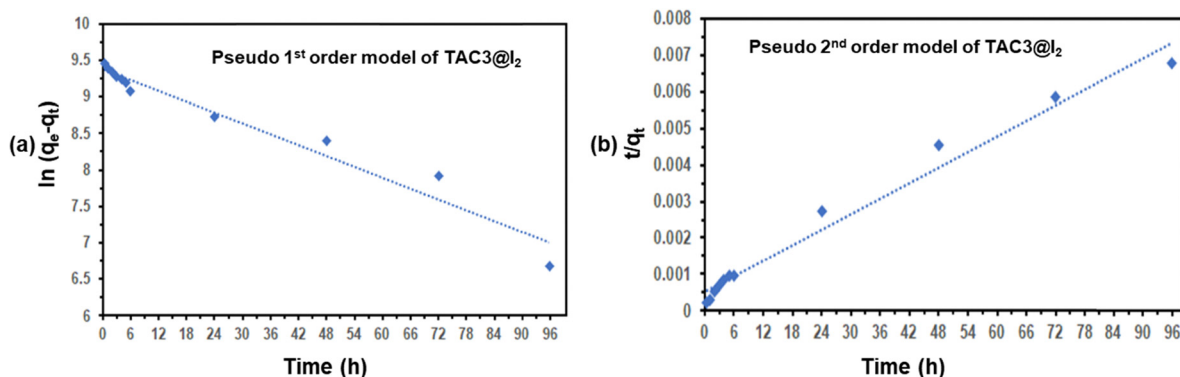 (a)
ln (qe-qt)
Pseudo 1st order model of TAC3@I2
10
9.5
9
8.5
8
7.5
7
6.5
6
0 6 12 18 24 30 36 42 48 54 60 66 72 78 84 90 96
Time (h)
(b)
t/qt
Pseudo 2nd order model of TAC3@I2
0.008
0.007
0.006
0.005
0.004
0.003
0.002
0.001
0
0 6 12 18 24 30 36 42 48 54 60 66 72 78 84 90 96
Time (h)